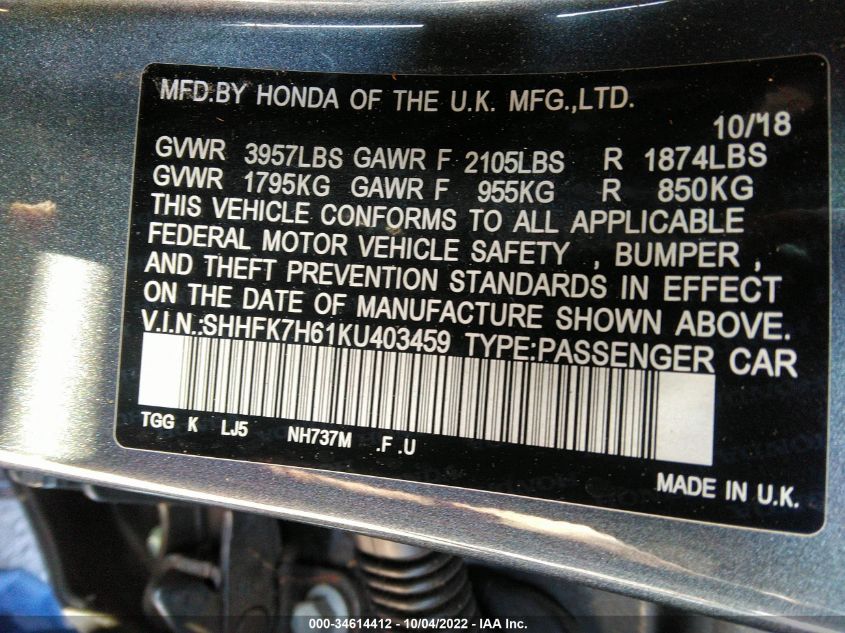 MFD.BY HONDA OF THE U.K. MFG.,LTD.
10/18
GVWR 3957LBS GAWR F 2105LBS R 1874LBS
GVWR 1795KG GAWR F 955KG R 850KG
THIS VEHICLE CONFORMS TO ALL APPLICABLE
FEDERAL MOTOR VEHICLE SAFETY , BUMPER ,
AND THEFT PREVENTION STANDARDS IN EFFECT
ON THE DATE OF MANUFACTURE SHOWN ABOVE.
V.I.N.:SHHFK7H61KU403459 TYPE:PASSENGER CAR
TGG K LJ5 NH737M .F .U
MADE IN U.K.
000-34614412 - 10/04/2022 - IAA Inc.